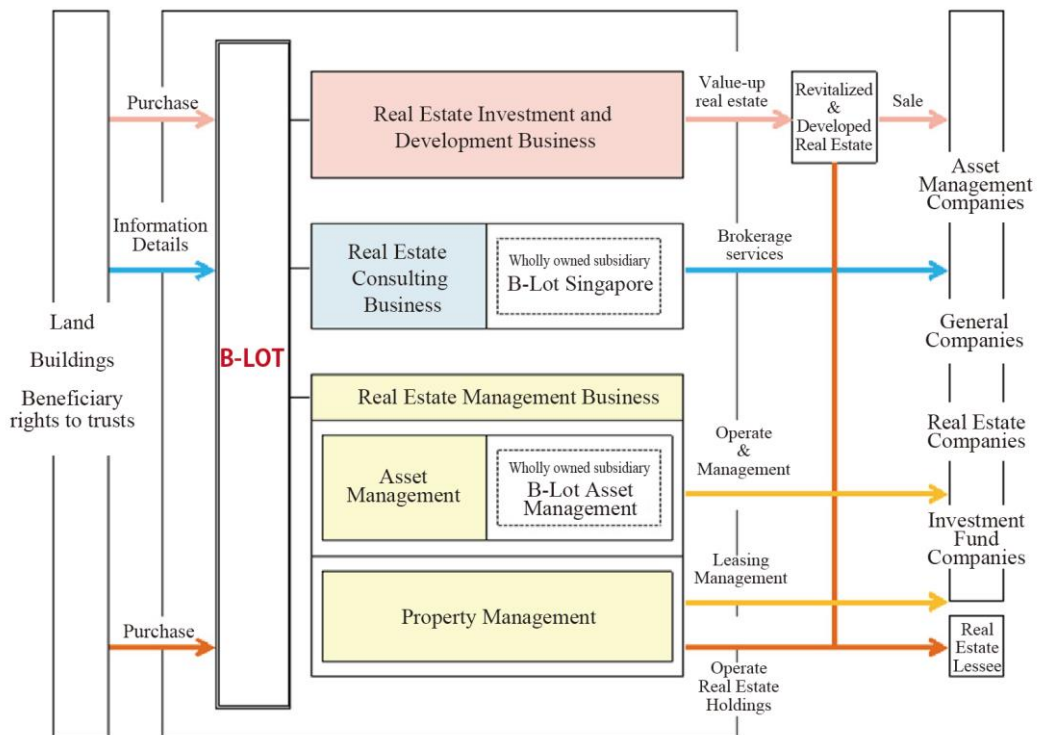 Land
Buildings
Beneficiary
rights to trusts
Purchase
Information
Details
Purchase
B-LOT
Real Estate Investment and
Development Business
Real Estate
Consulting
Business
Wholly owned subsidiary
B-Lot Singapore
Real Estate Management Business
Asset
Management
Wholly owned subsidiary
B-Lot Asset
Management
Property Management
Value-up
real estate
Revitalized
&
Developed
Real Estate
Sale
Brokerage
services
Operate
&
Management
Leasing
Management
Operate
Real Estate
Holdings
Asset
Management
Companies
General
Companies
Real Estate
Companies
Investment
Fund
Companies
Real
Estate
Lessee